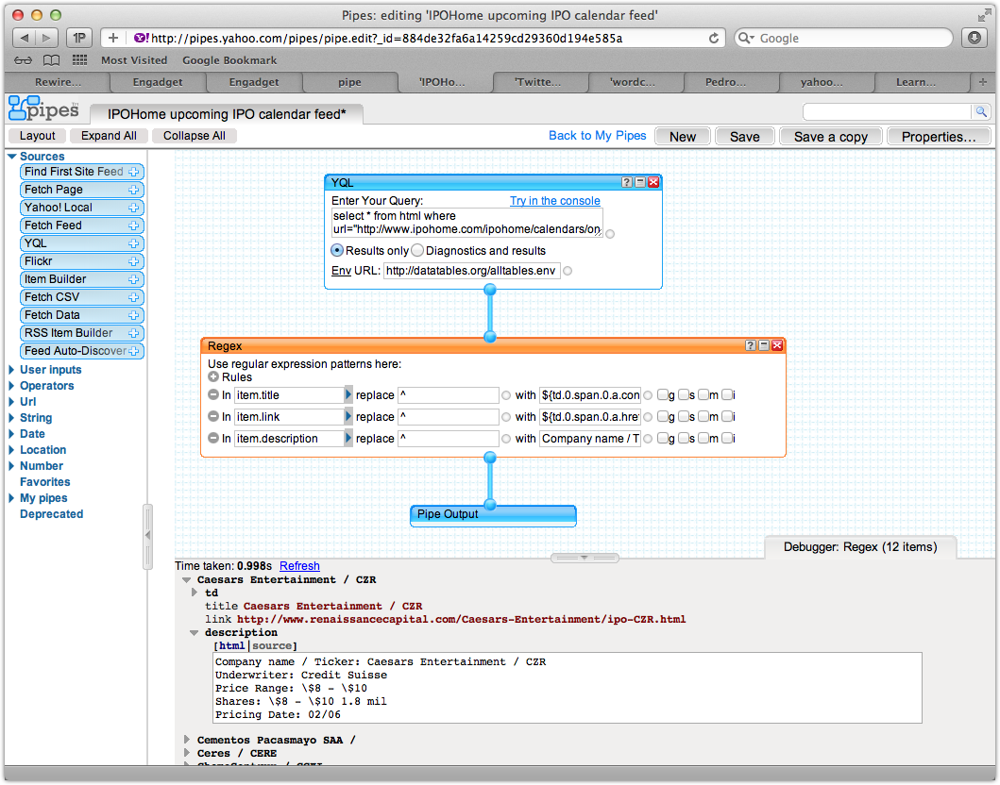 Pipes: editing 'IPOHome upcoming IPO calendar feed'
1P + Y! http://pipes.yahoo.com/pipes/pipe.edit?_id=884de32fa6a14259cd29360d194e585a Google
Most Visited Google Bookmark
Rewire... Engadget Engadget pipe 'IPOHo... 'Twitte... 'wordc... Pedro... yahoo... Learn... +
pipes IPOHome upcoming IPO calendar feed*
Layout Expand All Collapse All Back to My Pipes New Save Save a copy Properties...
Sources
Find First Site Feed
Fetch Page
Yahoo! Local
Fetch Feed
YQL
Flickr
Item Builder
Fetch CSV
Fetch Data
RSS Item Builder
Feed Auto-Discover
User inputs
Operators
Url
String
Date
Location
Number
Favorites
My pipes
Deprecated
YQL ?
Enter Your Query: Try in the console
select * from html where
url="http://www.ipohome.com/ipohome/calendars/on
Results only Diagnostics and results
Env URL: http://datatables.org/alltables.env
Regex ?
Use regular expression patterns here:
Rules
In item.title replace ^ with ${td.0.span.0.a.con g s m i
In item.link replace ^ with ${td.0.span.0.a.href g s m i
In item.description replace ^ with Company name / T g s m i
Pipe Output
Debugger: Regex (12 items)
Time taken: 0.998s Refresh
Caesars Entertainment / CZR
td
title Caesars Entertainment / CZR
link http://www.renaissancecapital.com/Caesars-Entertainment/ipo-CZR.html
description
[html|source]
Company name / Ticker: Caesars Entertainment / CZR
Underwriter: Credit Suisse
Price Range: \$8 - \$10
Shares: \$8 - \$10 1.8 mil
Pricing Date: 02/06
Cementos Pacasmayo SAA /
Ceres / CERE